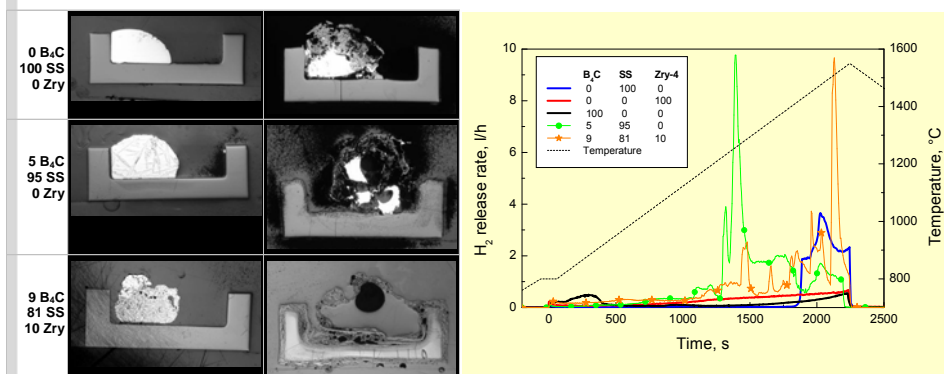 0 B₄C
100 SS
0 Zry
5 B₄C
95 SS
0 Zry
9 B₄C
81 SS
10 Zry
10
8
6
4
2
0
H₂ release rate, l/h
B₄C SS Zry-4
0 100 0
0 0 100
100 0 0
5 95 0
9 81 10
Temperature
1600
1400
1200
1000
800
Temperature, °C
0 500 1000 1500 2000 2500
Time, s